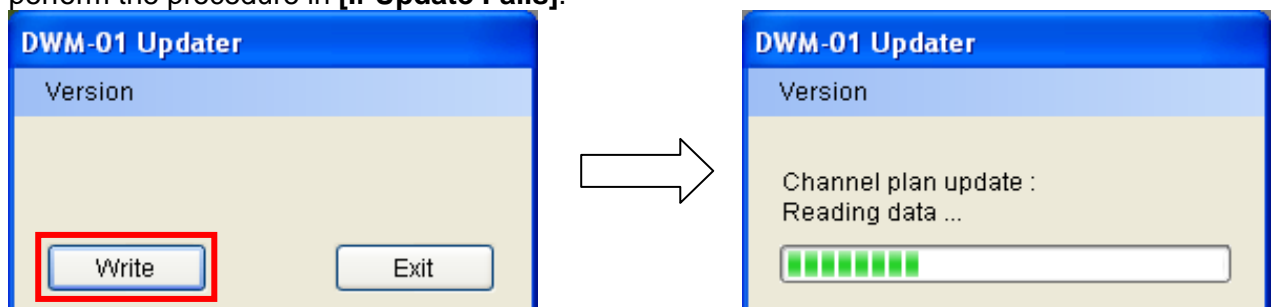 perform the procedure in [If Update Fails].
DWM-01 Updater
Version
Write
Exit
DWM-01 Updater
Version
Channel plan update :
Reading data ...